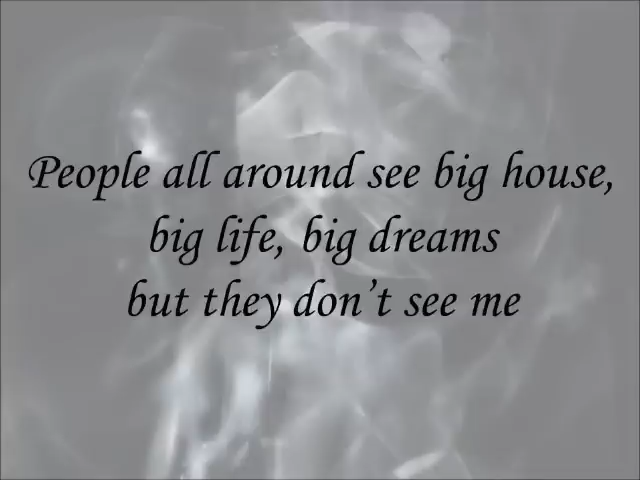 People all around see big house,
big life, big dreams
but they don’t see me